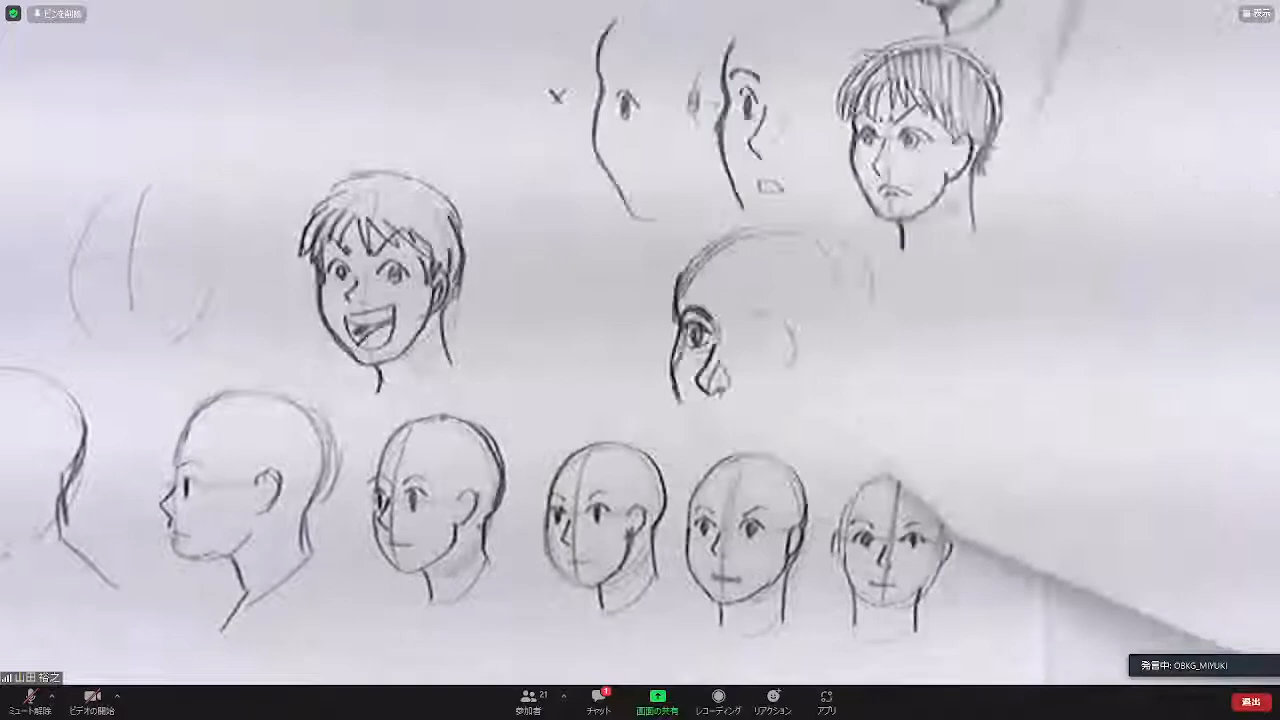 ピンを削除
表示
山田 裕之
発言中: OBKG_MIYUKI
ミュート解除
ビデオの開始
21
参加者
1
チャット
画面の共有
レコーディング
リアクション
アプリ
退出